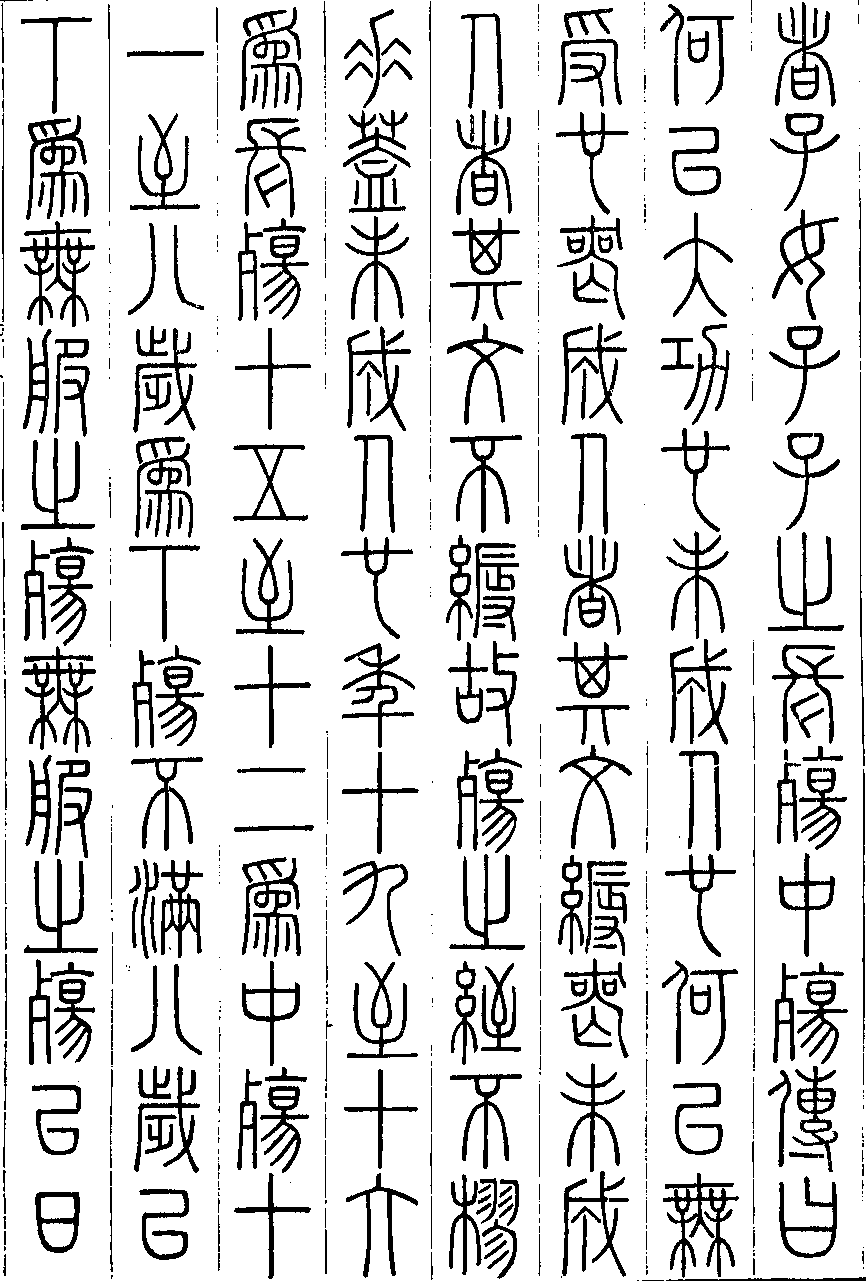 者子女子子之長殤中殤傳曰
何以大功也未成人也何以無
受也喪成人者其文縟喪未成
人者其文不縟故殤之絰不樛
垂蓋未成人也年十九至十六
爲長殤十五至十二爲中殤十
一至八歲爲下殤不滿八歲以
下爲無服之殤無服之殤以日